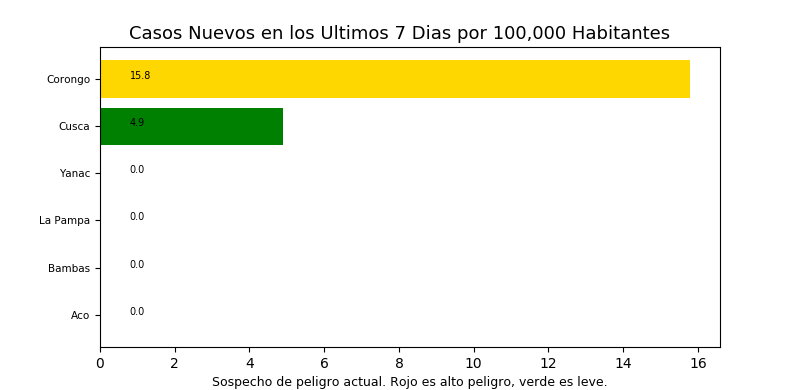 Casos Nuevos en los Ultimos 7 Dias por 100,000 Habitantes
Corongo 15.8
Cusca 4.9
Yanac 0.0
La Pampa 0.0
Bambas 0.0
Aco 0.0
0 2 4 6 8 10 12 14 16
Sospecho de peligro actual. Rojo es alto peligro, verde es leve.